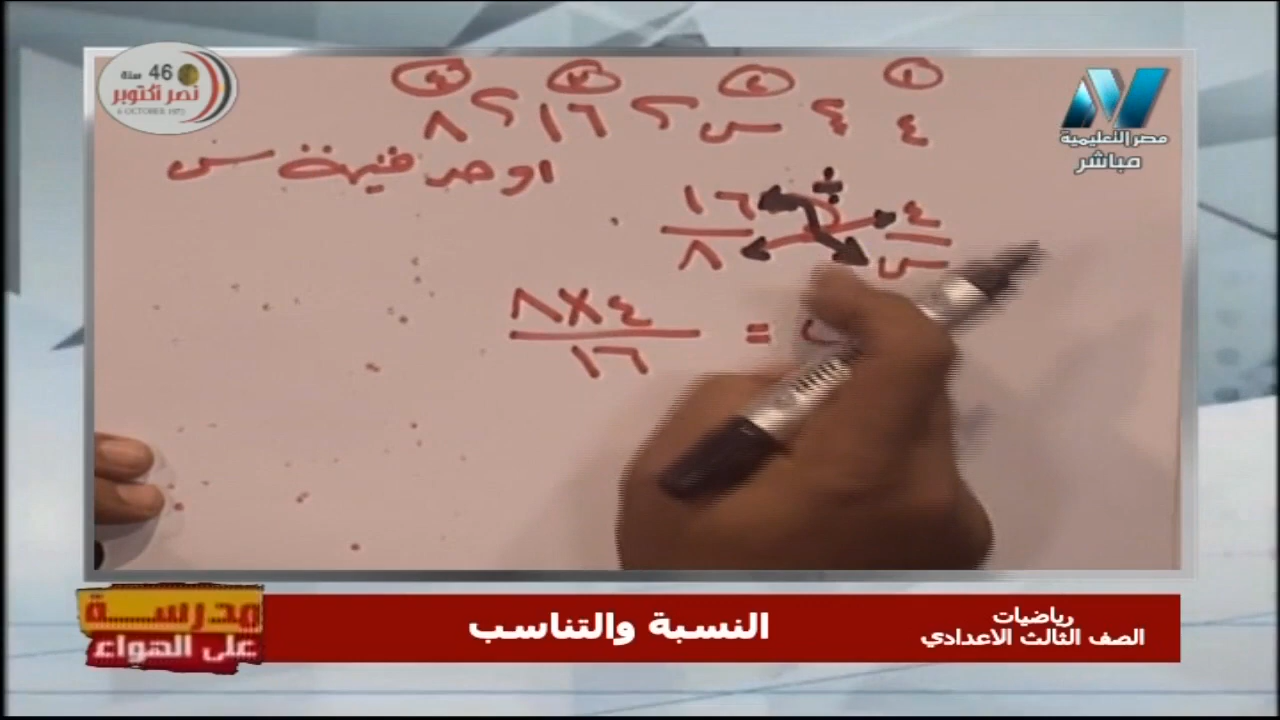 46 سنة
نصر أكتوبر
6 OCTOBER 1973
مصر التعليمية
مباشر
١ ٢ ٣ ٤
٤ ، س ، ١٦ ، ٨
اوجد قيمة س
÷
٤/س ١٦/٨
= ٤×٨/١٦
رياضيات
الصف الثالث الاعدادي
النسبة والتناسب
مدرسة
على الهواء